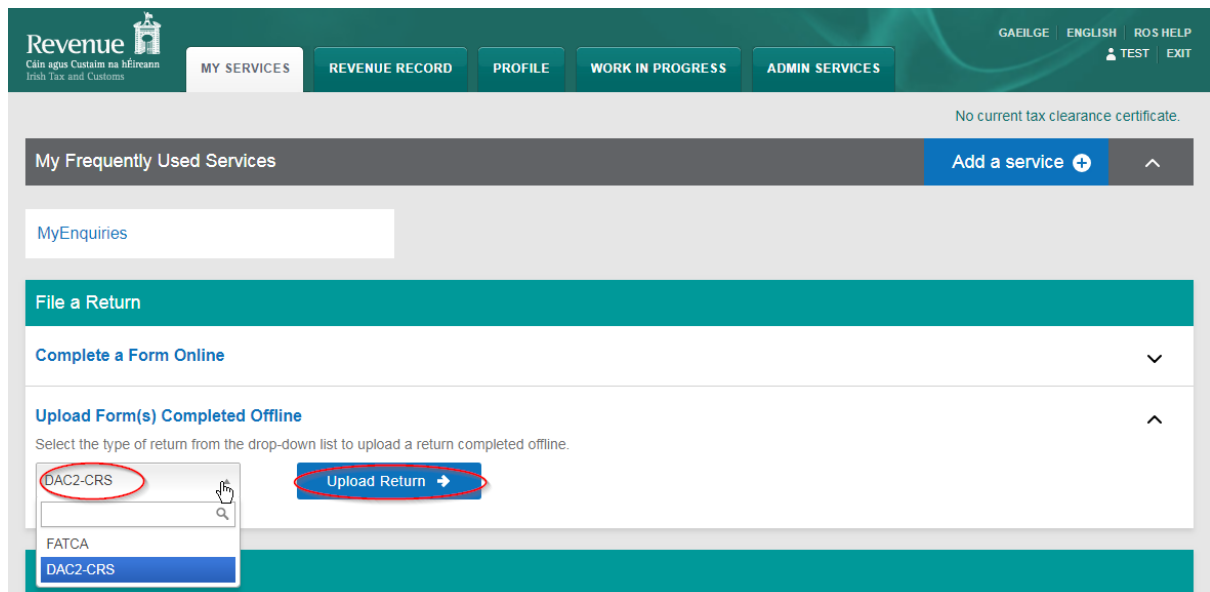 GAEILGE ENGLISH ROS HELP
TEST EXIT
Revenue
Cáin agus Custaim na hÉireann
Irish Tax and Customs
MY SERVICES REVENUE RECORD PROFILE WORK IN PROGRESS ADMIN SERVICES
No current tax clearance certificate.
My Frequently Used Services Add a service
MyEnquiries
File a Return
Complete a Form Online
Upload Form(s) Completed Offline
Select the type of return from the drop-down list to upload a return completed offline.
DAC2-CRS Upload Return
FATCA
DAC2-CRS